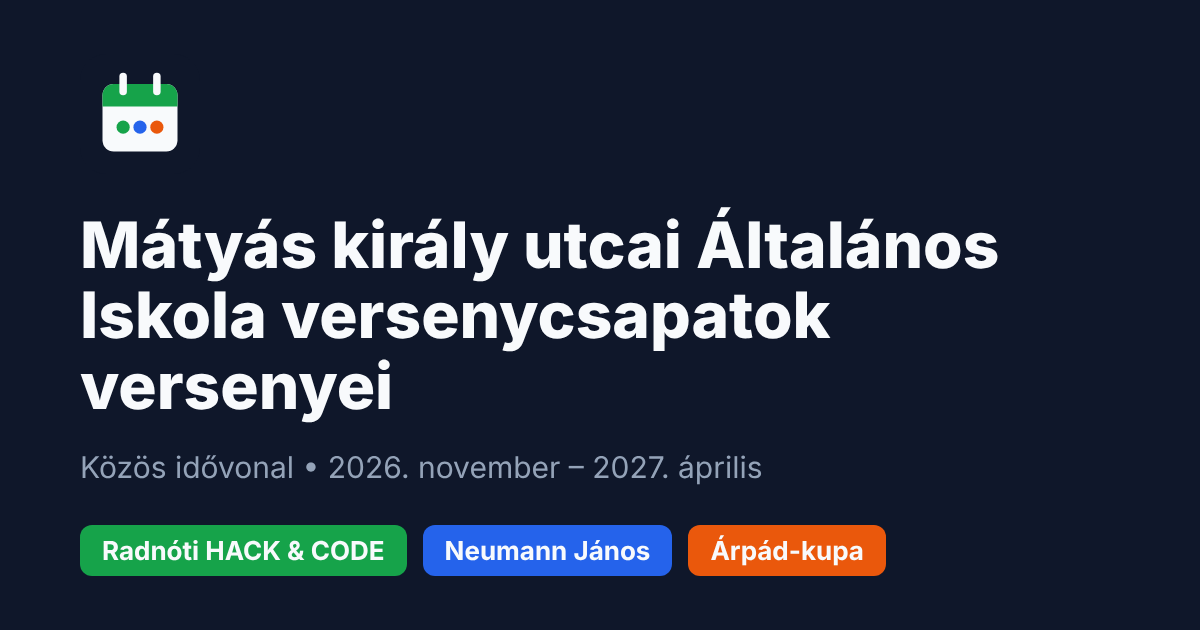 Mátyás király utcai Általános
Iskola versenycsapatok
versenyei
Közös idővonal • 2026. november – 2027. április
Radnóti HACK & CODE
Neumann János
Árpád-kupa